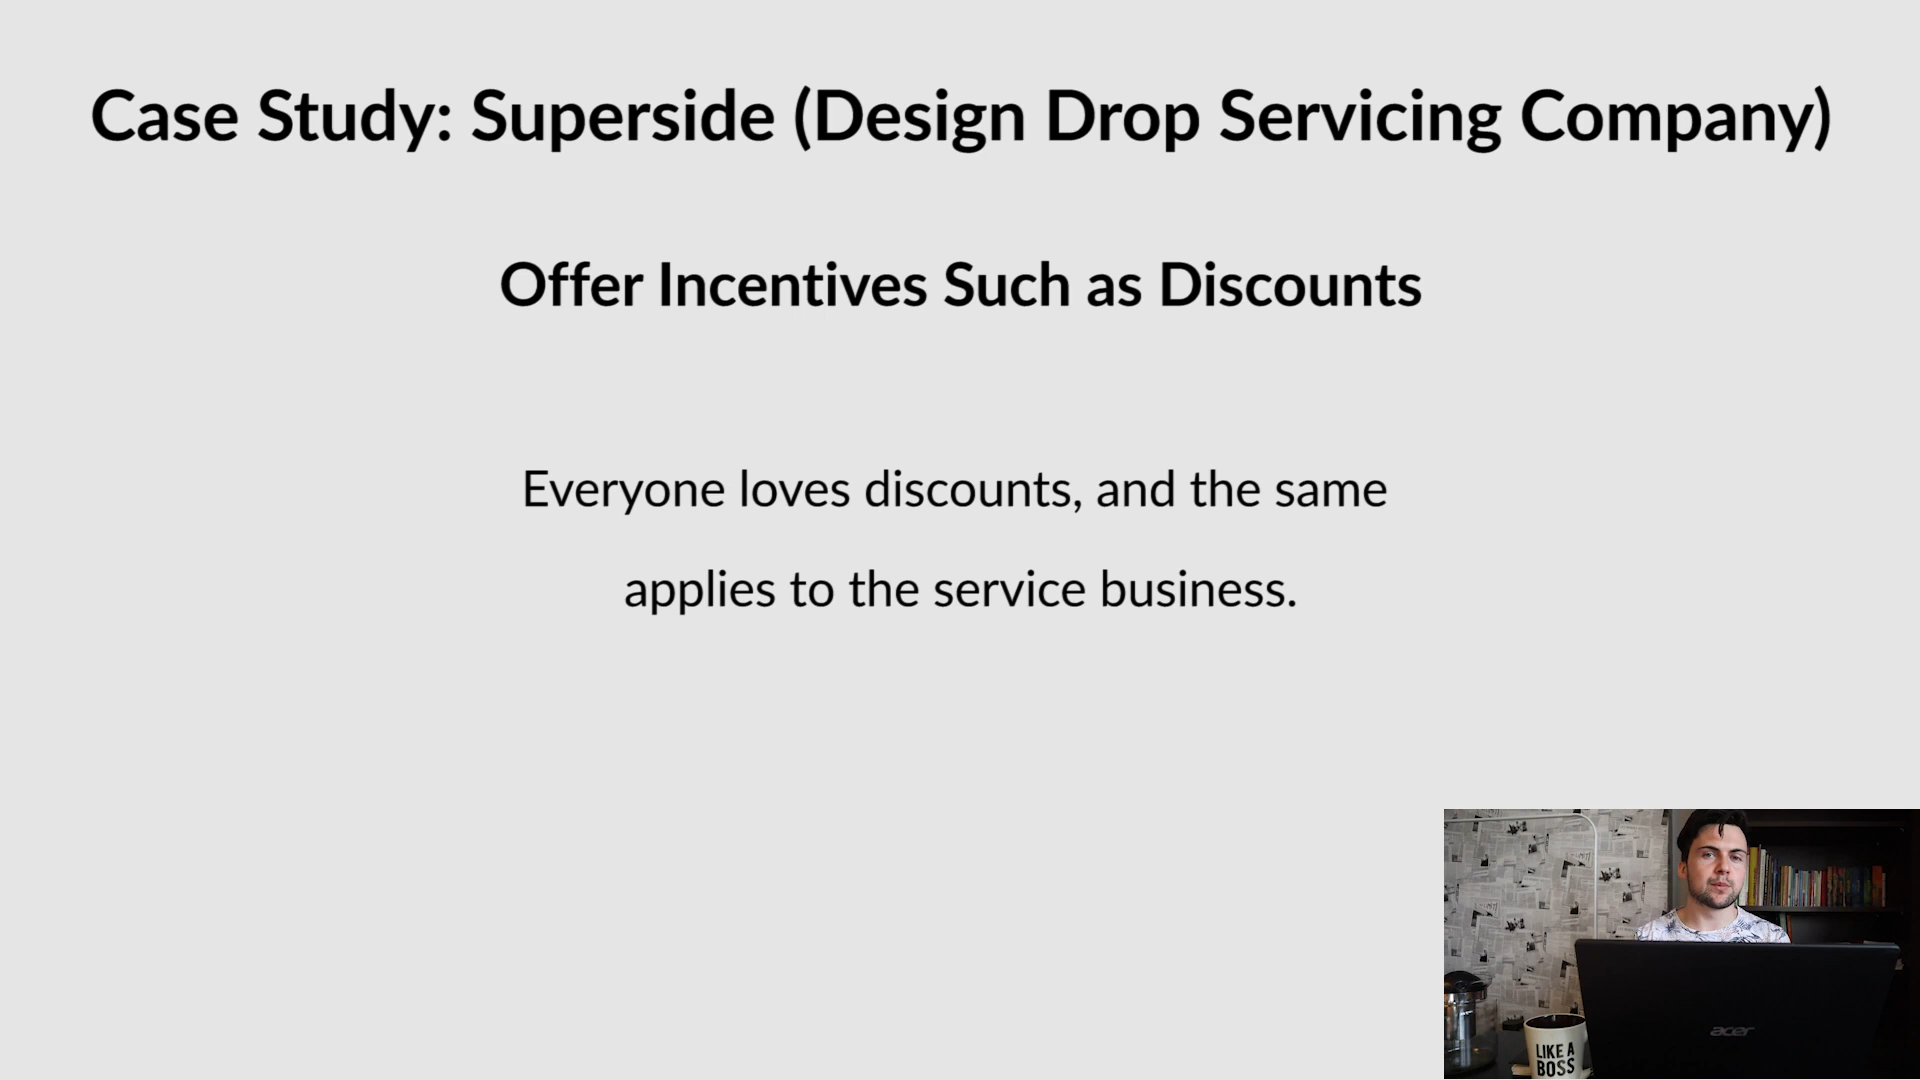 Case Study: Superside (Design Drop Servicing Company)
Offer Incentives Such as Discounts
Everyone loves discounts, and the same
applies to the service business.
acer
LIKE A
BOSS